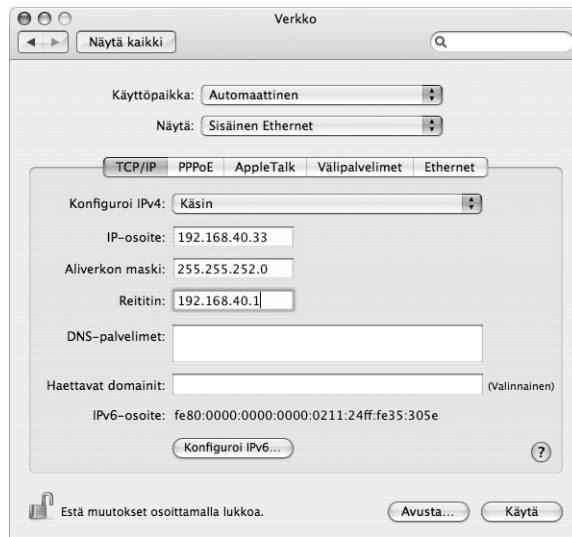 Verkko
Näytä kaikki
Käyttöpaikka: Automaattinen
Näytä: Sisäinen Ethernet
TCP/IP PPPoE AppleTalk Välipalvelimet Ethernet
Konfiguroi IPv4: Käsin
IP-osoite: 192.168.40.33
Aliverkon maski: 255.255.252.0
Reititin: 192.168.40.1
DNS-palvelimet:
Haettavat domainit: (Valinnainen)
IPv6-osoite: fe80:0000:0000:0000:0211:24ff:fe35:305e
Konfiguroi IPv6... ?
Estä muutokset osoittamalla lukkoa. Avusta... Käytä